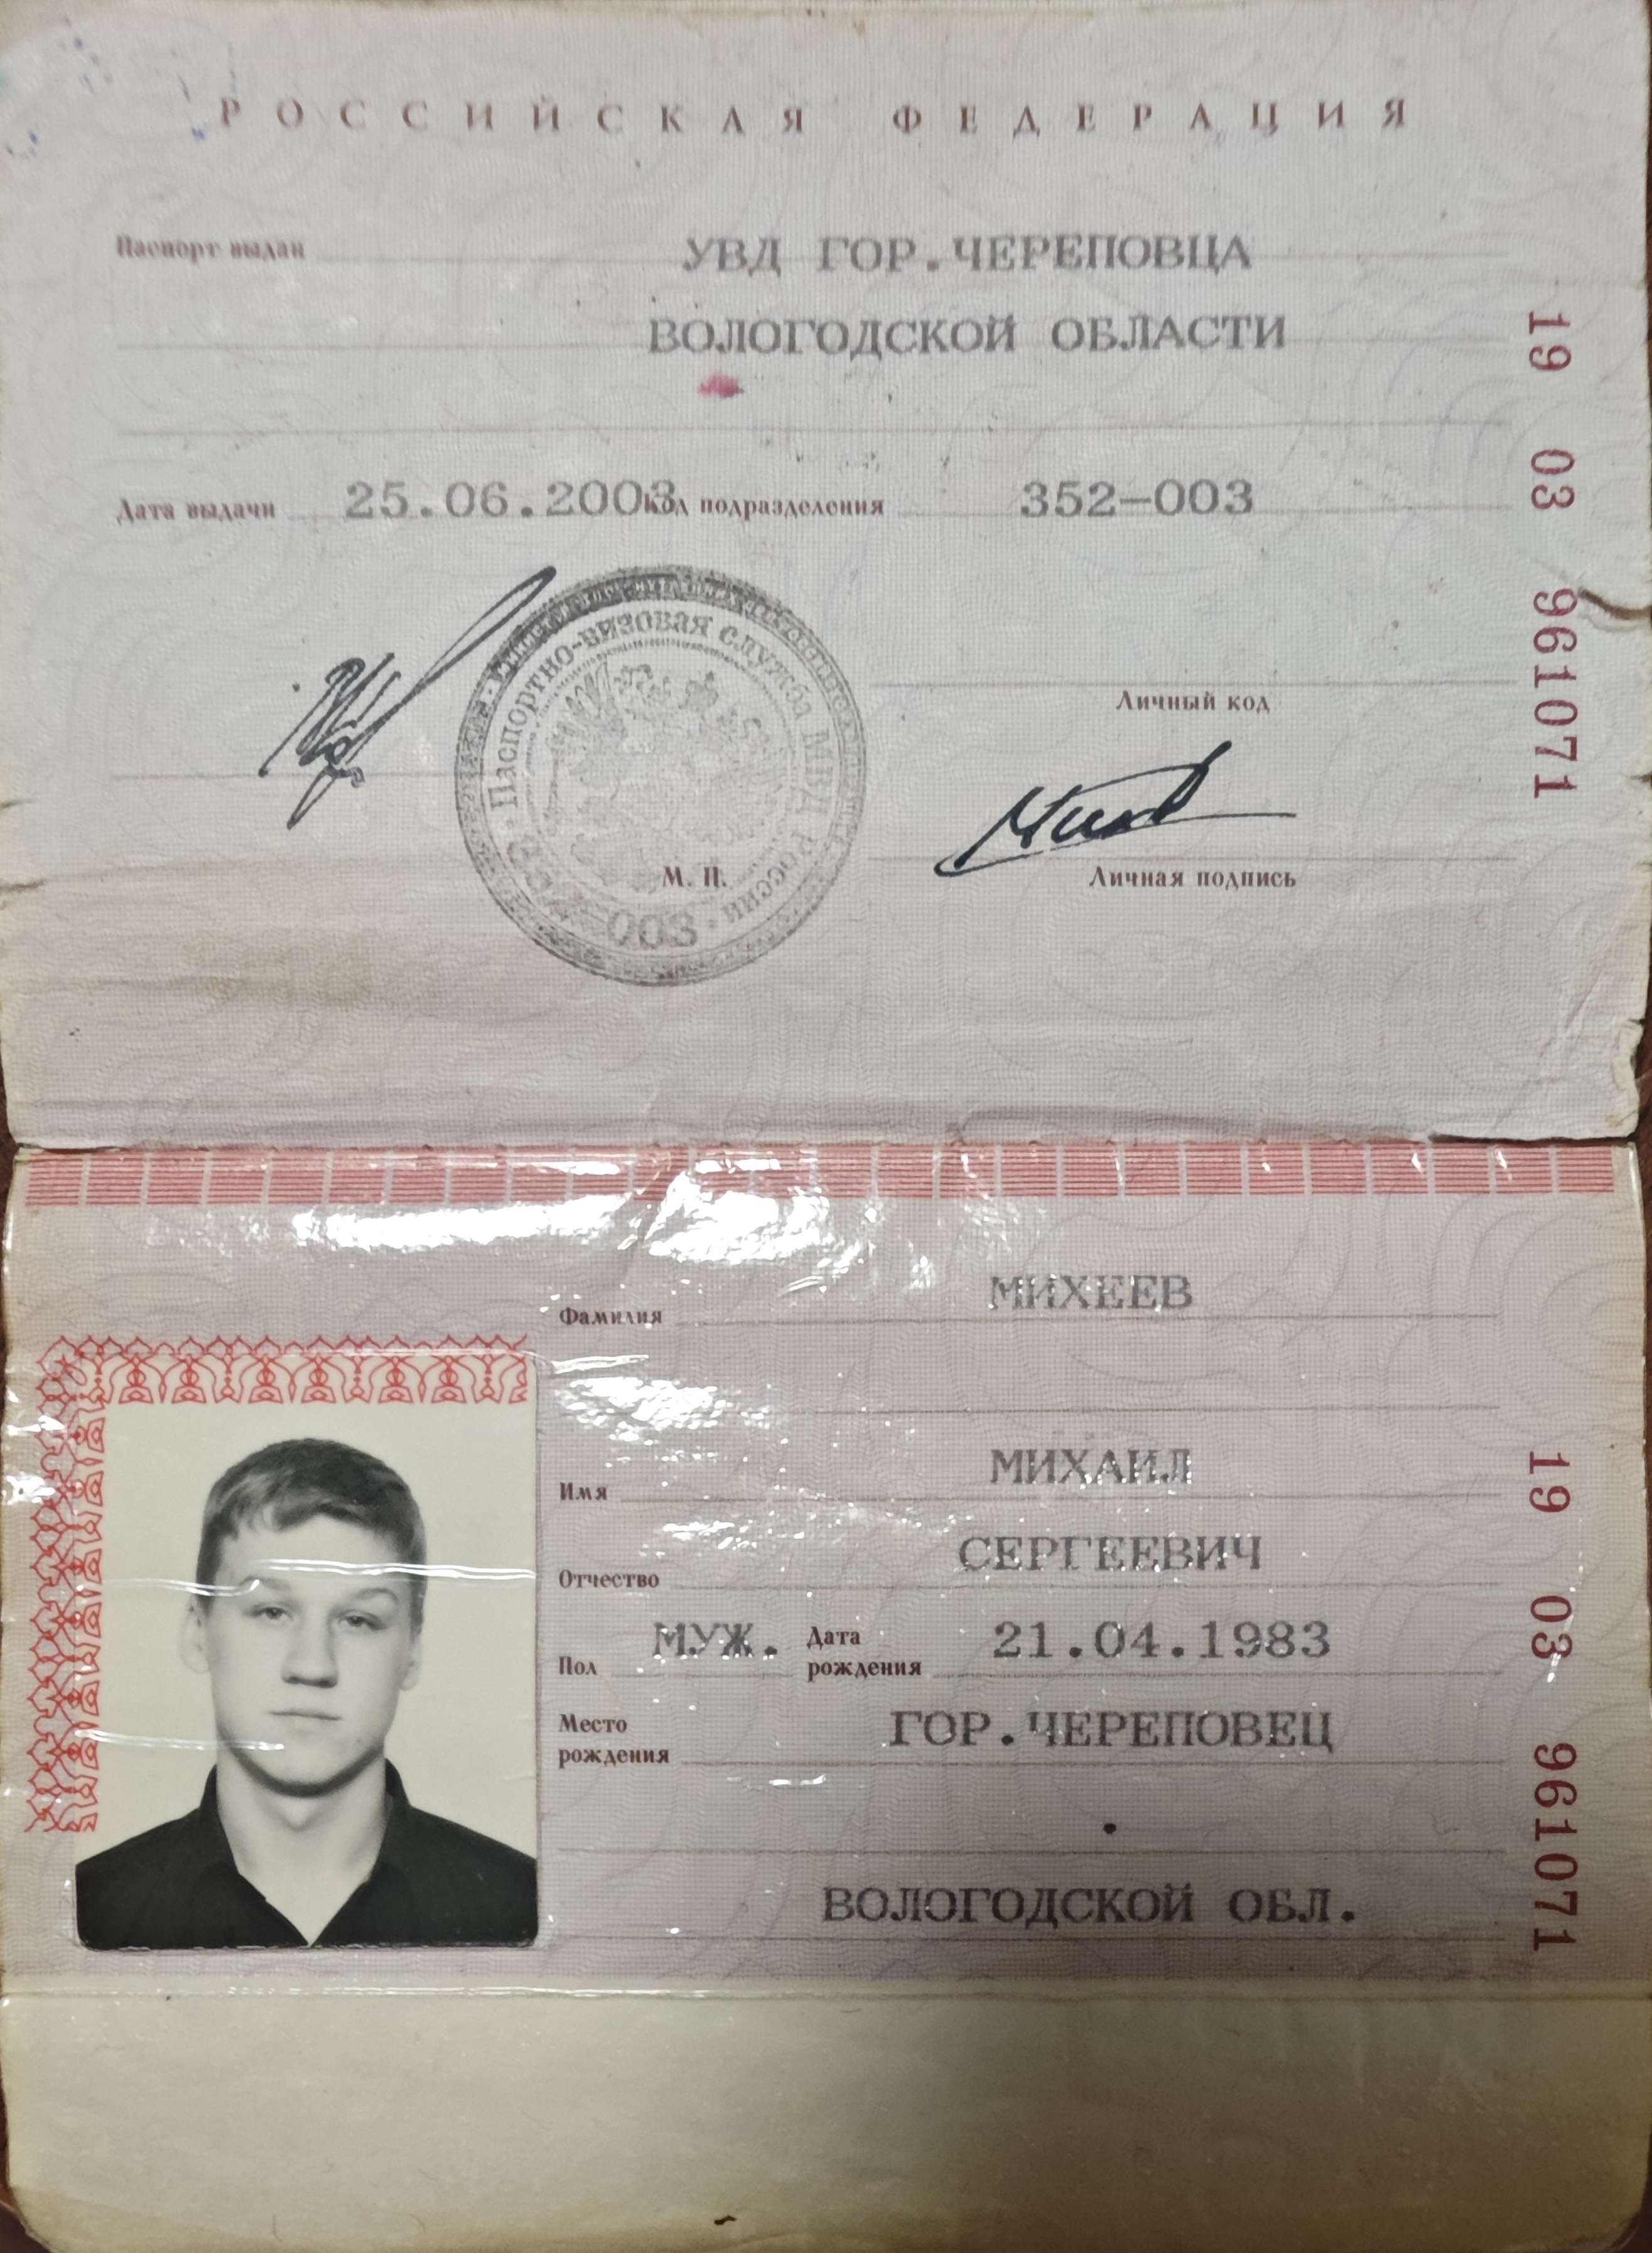 РОССИЙСКАЯ ФЕДЕРАЦИЯ
Паспорт выдан УВД ГОР.ЧЕРЕПОВЦА
ВОЛОГОДСКОЙ ОБЛАСТИ
Дата выдачи 25.06.2003 Код подразделения 352-003
Паспортно-визовая служба МВД России
003
Личный код
М. П.
Личная подпись
19 03 961071
Фамилия МИХЕЕВ
Имя МИХАИЛ
Отчество СЕРГЕЕВИЧ
Пол МУЖ. Дата рождения 21.04.1983
Место рождения ГОР.ЧЕРЕПОВЕЦ
ВОЛОГОДСКОЙ ОБЛ.
19 03 961071